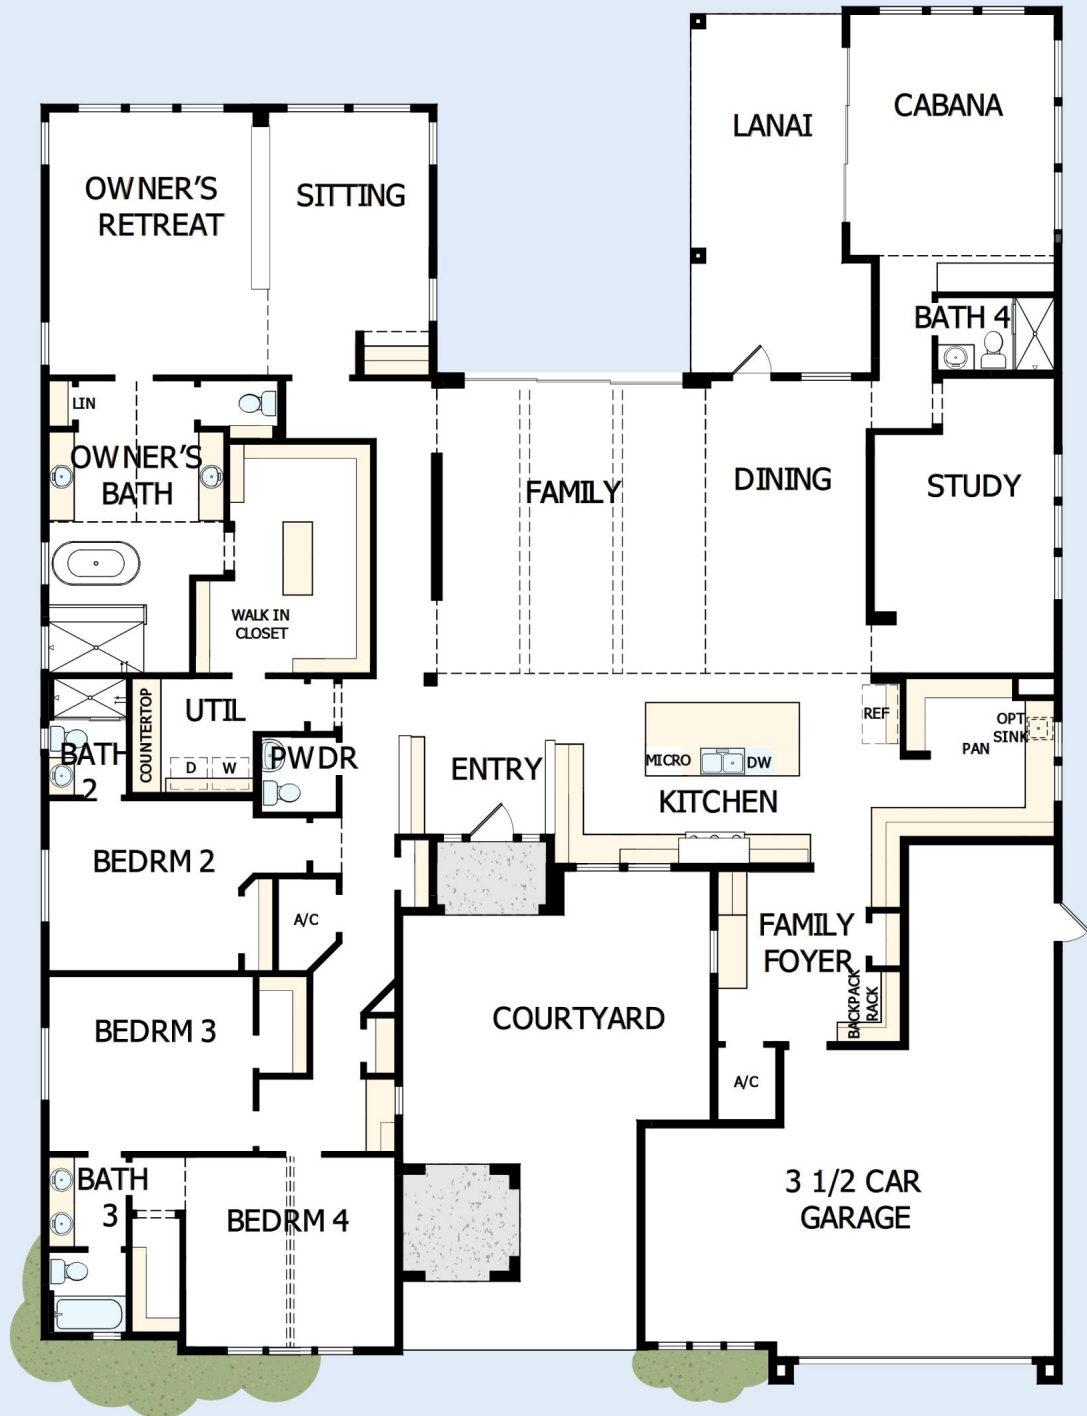 CABANA
LANAI
OWNER'S
RETREAT
SITTING
BATH 4
LIN
OWNER'S
BATH
FAMILY
DINING
STUDY
WALK IN
CLOSET
COUNTERTOP
UTIL
D
W
PWDR
BATH
2
ENTRY
MICRO
DW
KITCHEN
REF
PAN
OPT
SINK
BEDRM 2
A/C
FAMILY
FOYER
BACKPACK
RACK
COURTYARD
BEDRM 3
A/C
BATH
3
BEDRM 4
3 1/2 CAR
GARAGE